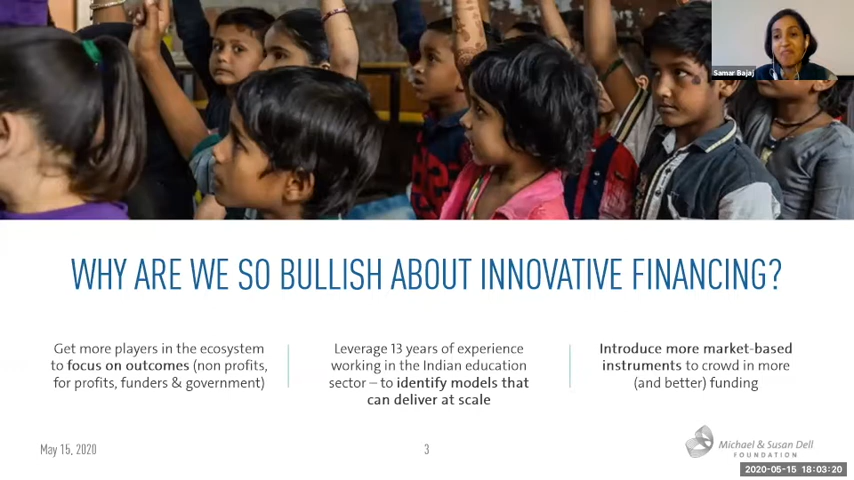 Samar Bajaj
WHY ARE WE SO BULLISH ABOUT INNOVATIVE FINANCING?
Get more players in the ecosystem
to focus on outcomes (non profits,
for profits, funders & government)
Leverage 13 years of experience
working in the Indian education
sector – to identify models that
can deliver at scale
Introduce more market-based
instruments to crowd in more
(and better) funding
May 15, 2020
3
Michael & Susan Dell
FOUNDATION
2020-05-15 18:03:20